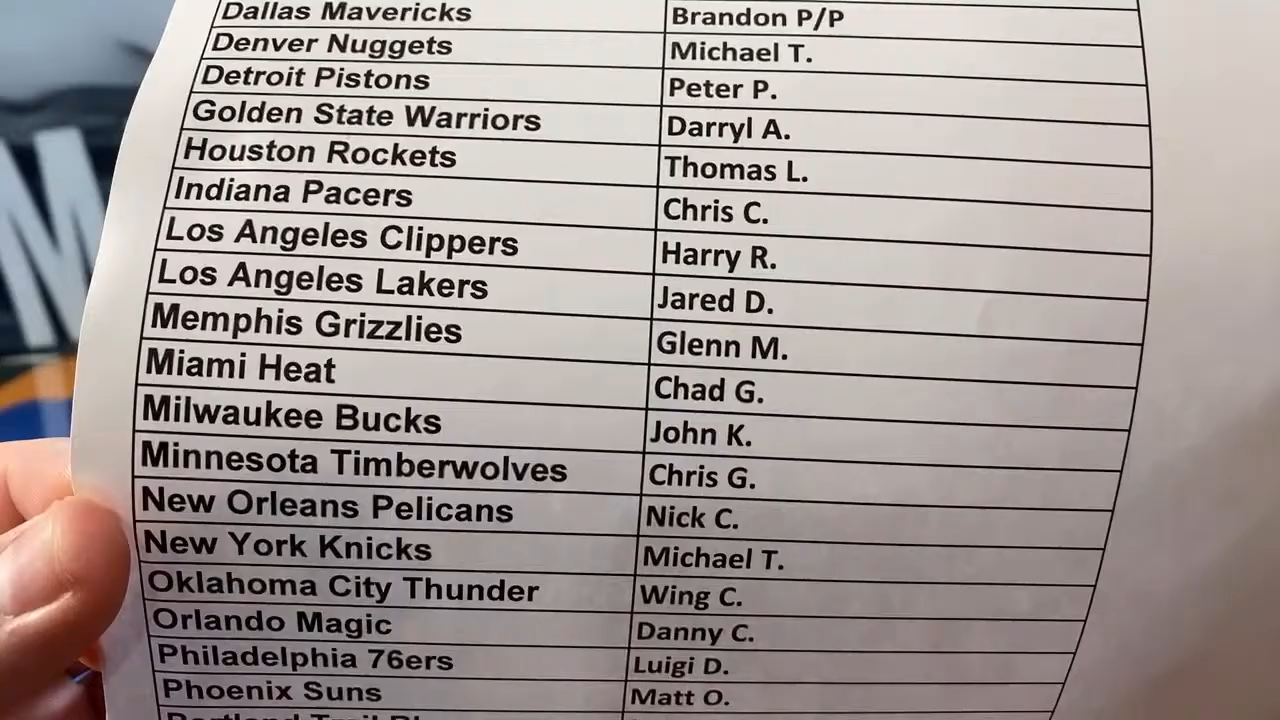 Dallas Mavericks Brandon P/P
Denver Nuggets Michael T.
Detroit Pistons Peter P.
Golden State Warriors Darryl A.
Houston Rockets Thomas L.
Indiana Pacers Chris C.
Los Angeles Clippers Harry R.
Los Angeles Lakers Jared D.
Memphis Grizzlies Glenn M.
Miami Heat Chad G.
Milwaukee Bucks John K.
Minnesota Timberwolves Chris G.
New Orleans Pelicans Nick C.
New York Knicks Michael T.
Oklahoma City Thunder Wing C.
Orlando Magic Danny C.
Philadelphia 76ers Luigi D.
Phoenix Suns Matt O.
Portland Trail